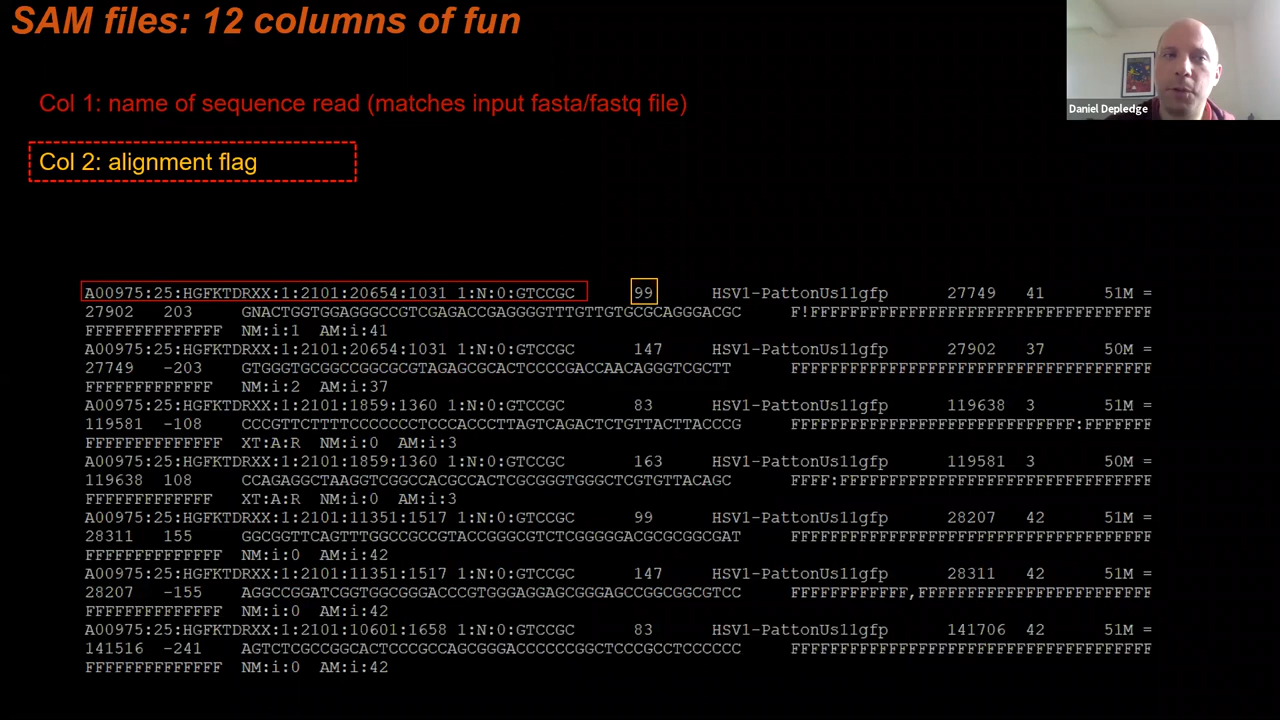 SAM files: 12 columns of fun
Daniel Depledge
Col 1: name of sequence read (matches input fasta/fastq file)
Col 2: alignment flag
A00975:25:HGFKTDRXX:1:2101:20654:1031 1:N:0:GTCCGC 99 HSV1-PattonUs11gfp 27749 41 51M =
27902 203 GNACTGGTGGAGGGCCGTCGAGACCGAGGGGTTTGTTGTGCGCAGGGACGC F!FFFFFFFFFFFFFFFFFFFFFFFFFFFFFFFFFFF
FFFFFFFFFFFFFF NM:i:1 AM:i:41
A00975:25:HGFKTDRXX:1:2101:20654:1031 1:N:0:GTCCGC 147 HSV1-PattonUs11gfp 27902 37 50M =
27749 -203 GTGGGTGCGGCCGGCGCGTAGAGCGCACTCCCCGACCAACAGGGTCGCTT FFFFFFFFFFFFFFFFFFFFFFFFFFFFFFFFFFFFF
FFFFFFFFFFFFF NM:i:2 AM:i:37
A00975:25:HGFKTDRXX:1:2101:1859:1360 1:N:0:GTCCGC 83 HSV1-PattonUs11gfp 119638 3 51M =
119581 -108 CCCGTTCTTTTCCCCCCCTCCCACCCTTAGTCAGACTCTGTTACTTACCCG FFFFFFFFFFFFFFFFFFFFFFFFFFFFF:FFFFFFF
FFFFFFFFFFFFFF XT:A:R NM:i:0 AM:i:3
A00975:25:HGFKTDRXX:1:2101:1859:1360 1:N:0:GTCCGC 163 HSV1-PattonUs11gfp 119581 3 50M =
119638 108 CCAGAGGCTAAGGTCGGCCACGCCACTCGCGGGTGGGCTCGTGTTACAGC FFFF:FFFFFFFFFFFFFFFFFFFFFFFFFFFFFFFF
FFFFFFFFFFFFF XT:A:R NM:i:0 AM:i:3
A00975:25:HGFKTDRXX:1:2101:11351:1517 1:N:0:GTCCGC 99 HSV1-PattonUs11gfp 28207 42 51M =
28311 155 GGCGGTTCAGTTTGGCCGCCGTACCGGGCGTCTCGGGGGACGCGCGGCGAT FFFFFFFFFFFFFFFFFFFFFFFFFFFFFFFFFFFFF
FFFFFFFFFFFFFF NM:i:0 AM:i:42
A00975:25:HGFKTDRXX:1:2101:11351:1517 1:N:0:GTCCGC 147 HSV1-PattonUs11gfp 28311 42 51M =
28207 -155 AGGCCGGATCGGTGGCGGGACCCGTGGGAGGAGCGGGAGCCGGCGGCGTCC FFFFFFFFFFFF,FFFFFFFFFFFFFFFFFFFFFFFF
FFFFFFFFFFFFFF NM:i:0 AM:i:42
A00975:25:HGFKTDRXX:1:2101:10601:1658 1:N:0:GTCCGC 83 HSV1-PattonUs11gfp 141706 42 51M =
141516 -241 AGTCTCGCCGGCACTCCCGCCAGCGGGACCCCCCGGCTCCCGCCTCCCCCC FFFFFFFFFFFFFFFFFFFFFFFFFFFFFFFFFFFFF
FFFFFFFFFFFFFF NM:i:0 AM:i:42